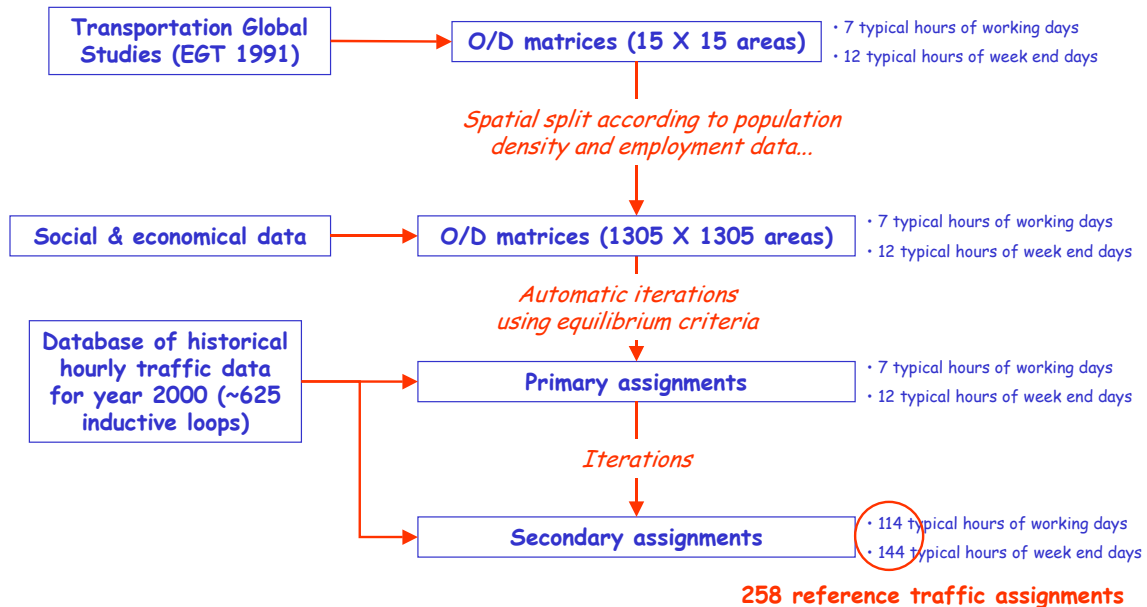 Transportation Global
Studies (EGT 1991)
O/D matrices (15 X 15 areas)
• 7 typical hours of working days
• 12 typical hours of week end days
Spatial split according to population
density and employment data...
Social & economical data
O/D matrices (1305 X 1305 areas)
• 7 typical hours of working days
• 12 typical hours of week end days
Automatic iterations
using equilibrium criteria
Database of historical
hourly traffic data
for year 2000 (~625
inductive loops)
Primary assignments
• 7 typical hours of working days
• 12 typical hours of week end days
Iterations
Secondary assignments
• 114 typical hours of working days
• 144 typical hours of week end days
258 reference traffic assignments